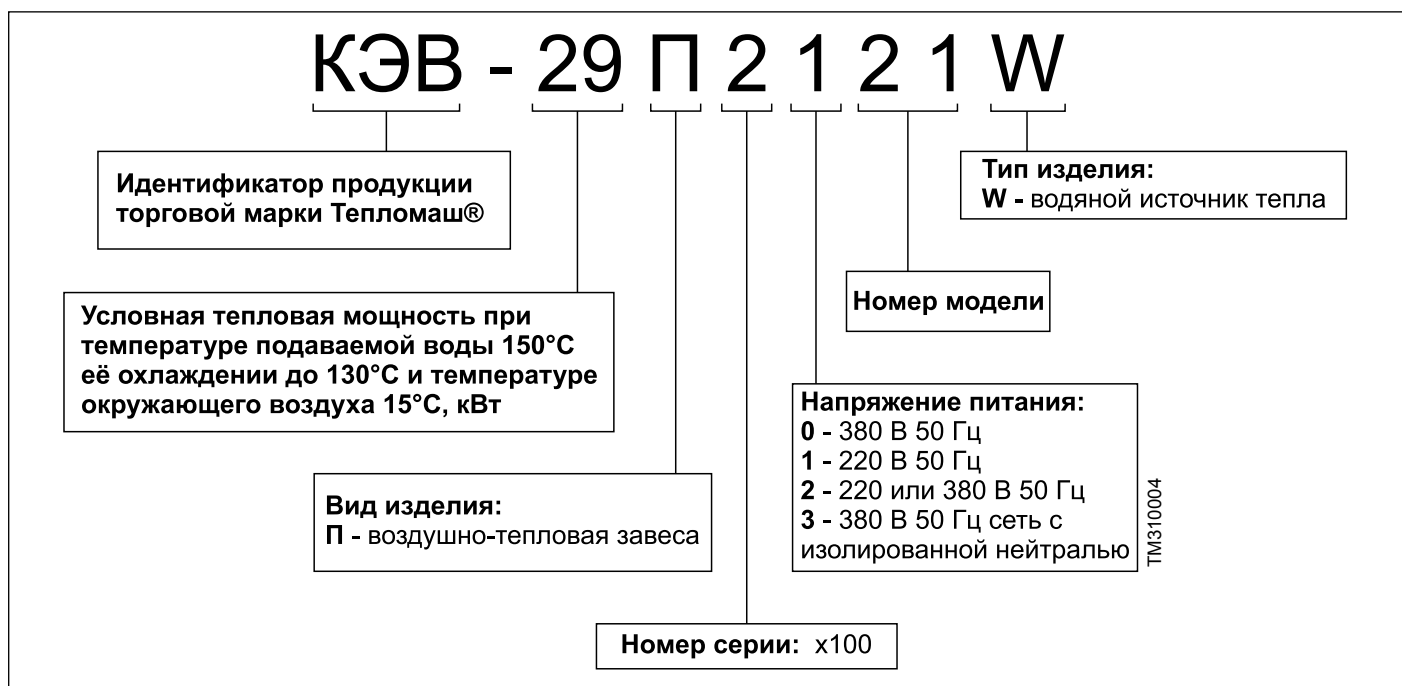 КЭВ - 29 П 2 1 2 1 W
Идентификатор продукции
торговой марки Тепломаш®
Тип изделия:
W - водяной источник тепла
Номер модели
Условная тепловая мощность при
температуре подаваемой воды 150°С
её охлаждении до 130°С и температуре
окружающего воздуха 15°С, кВт
Напряжение питания:
0 - 380 В 50 Гц
1 - 220 В 50 Гц
2 - 220 или 380 В 50 Гц
3 - 380 В 50 Гц сеть с
изолированной нейтралью
Вид изделия:
П - воздушно-тепловая завеса
TM310004
Номер серии: х100